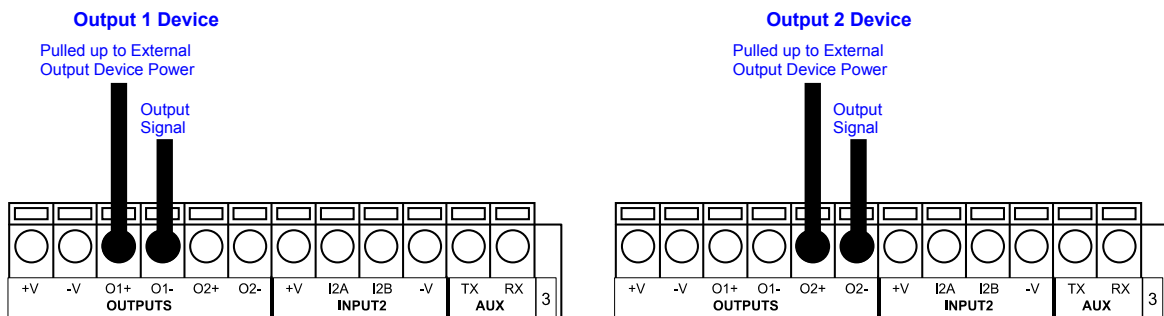 Output 1 Device
Pulled up to External
Output Device Power
Output
Signal
+V -V O1+ O1- O2+ O2- +V I2A I2B -V TX RX
OUTPUTS INPUT2 AUX 3
Output 2 Device
Pulled up to External
Output Device Power
Output
Signal
+V -V O1+ O1- O2+ O2- +V I2A I2B -V TX RX
OUTPUTS INPUT2 AUX 3